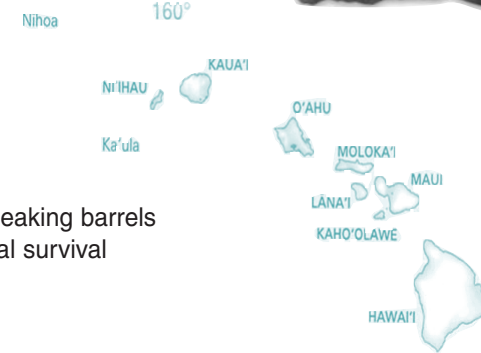 160°
Nihoa
KAUA‘I
NI‘IHAU
O‘AHU
Ka‘ula
MOLOKA‘I
MAUI
LĀNA‘I
eaking barrels
KAHO‘OLAWE
al survival
HAWAI‘I